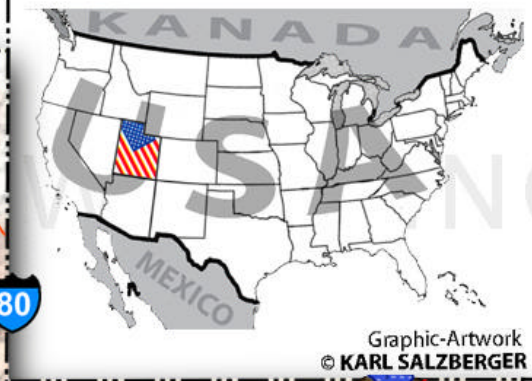 KANADA
USA
MEXICO
80
Graphic-Artwork
© KARL SALZBERGER